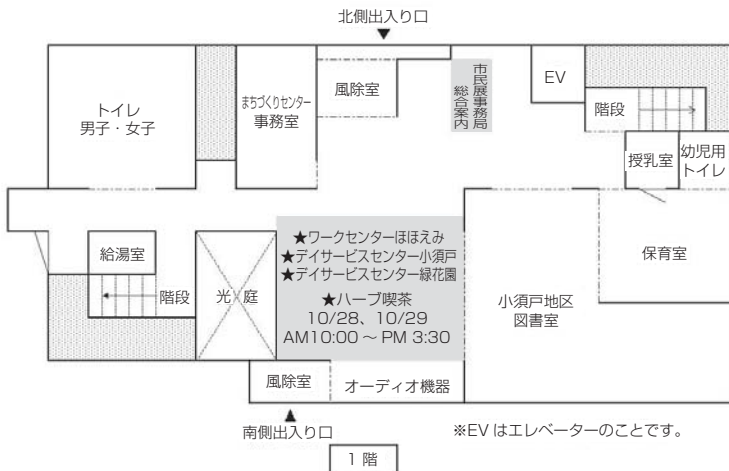 北側出入り口
トイレ
男子・女子
まちづくりセンター
事務室
風除室
市民展事務局
総合案内
EV
階段
授乳室
幼児用
トイレ
給湯室
階段
光庭
★ワークセンターほほえみ
★デイサービスセンター小須戸
★デイサービスセンター緑花園
★ハーブ喫茶
10/28、10/29
AM10:00 ～ PM 3:30
小須戸地区
図書室
保育室
風除室
オーディオ機器
南側出入り口
※EV はエレベーターのことです。
1 階